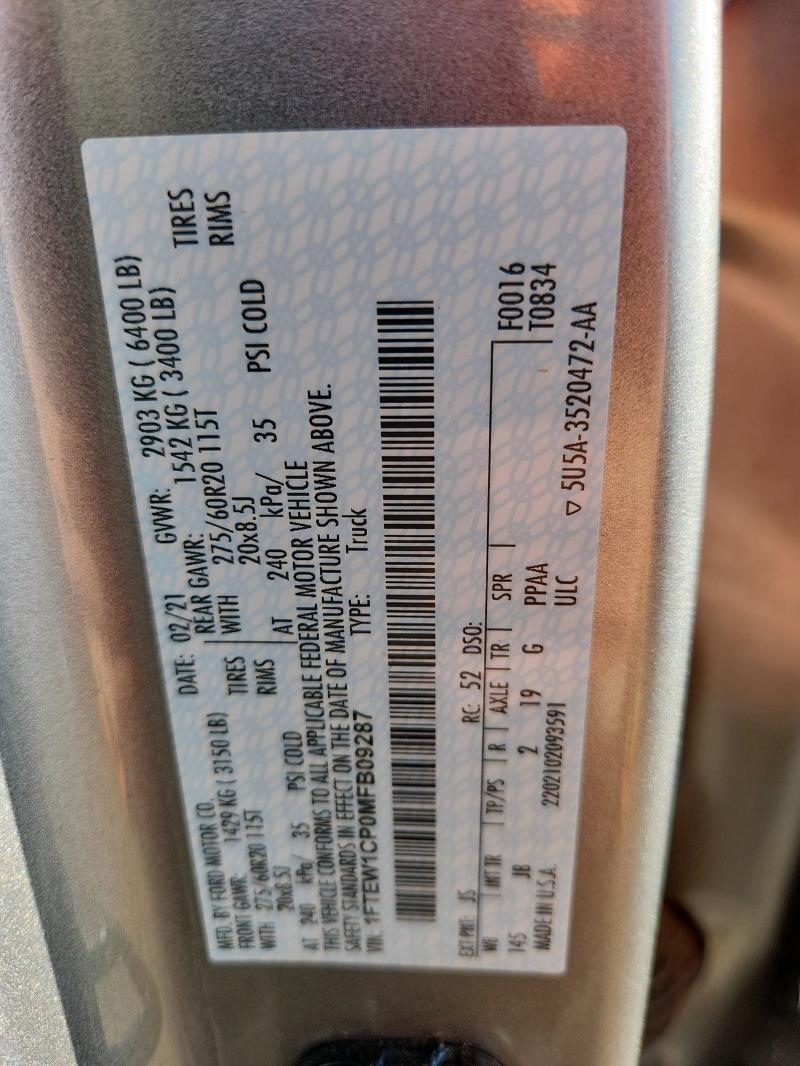 MFD. BY FORD MOTOR CO. DATE: 02/21 GVWR: 2903 KG ( 6400 LB)
FRONT GAWR: 1429 KG ( 3150 LB) REAR GAWR: 1542 KG ( 3400 LB)
WITH 275/60R20 115T TIRES WITH 275/60R20 115T TIRES
20x8.5J RIMS 20x8.5J RIMS
AT 240 kPa/ 35 PSI COLD AT 240 kPa/ 35 PSI COLD
THIS VEHICLE CONFORMS TO ALL APPLICABLE FEDERAL MOTOR VEHICLE
SAFETY STANDARDS IN EFFECT ON THE DATE OF MANUFACTURE SHOWN ABOVE.
VIN: 1FTEW1CP0MFB09287 TYPE: Truck
EXT PNT: JS RC: 52 DSO:
WB INT TR TP/PS R AXLE TR SPR F0016
145 JB 2 19 G PPAA T0834
MADE IN U.S.A. 2202102093591 ULC
▽ 5U5A-3520472-AA